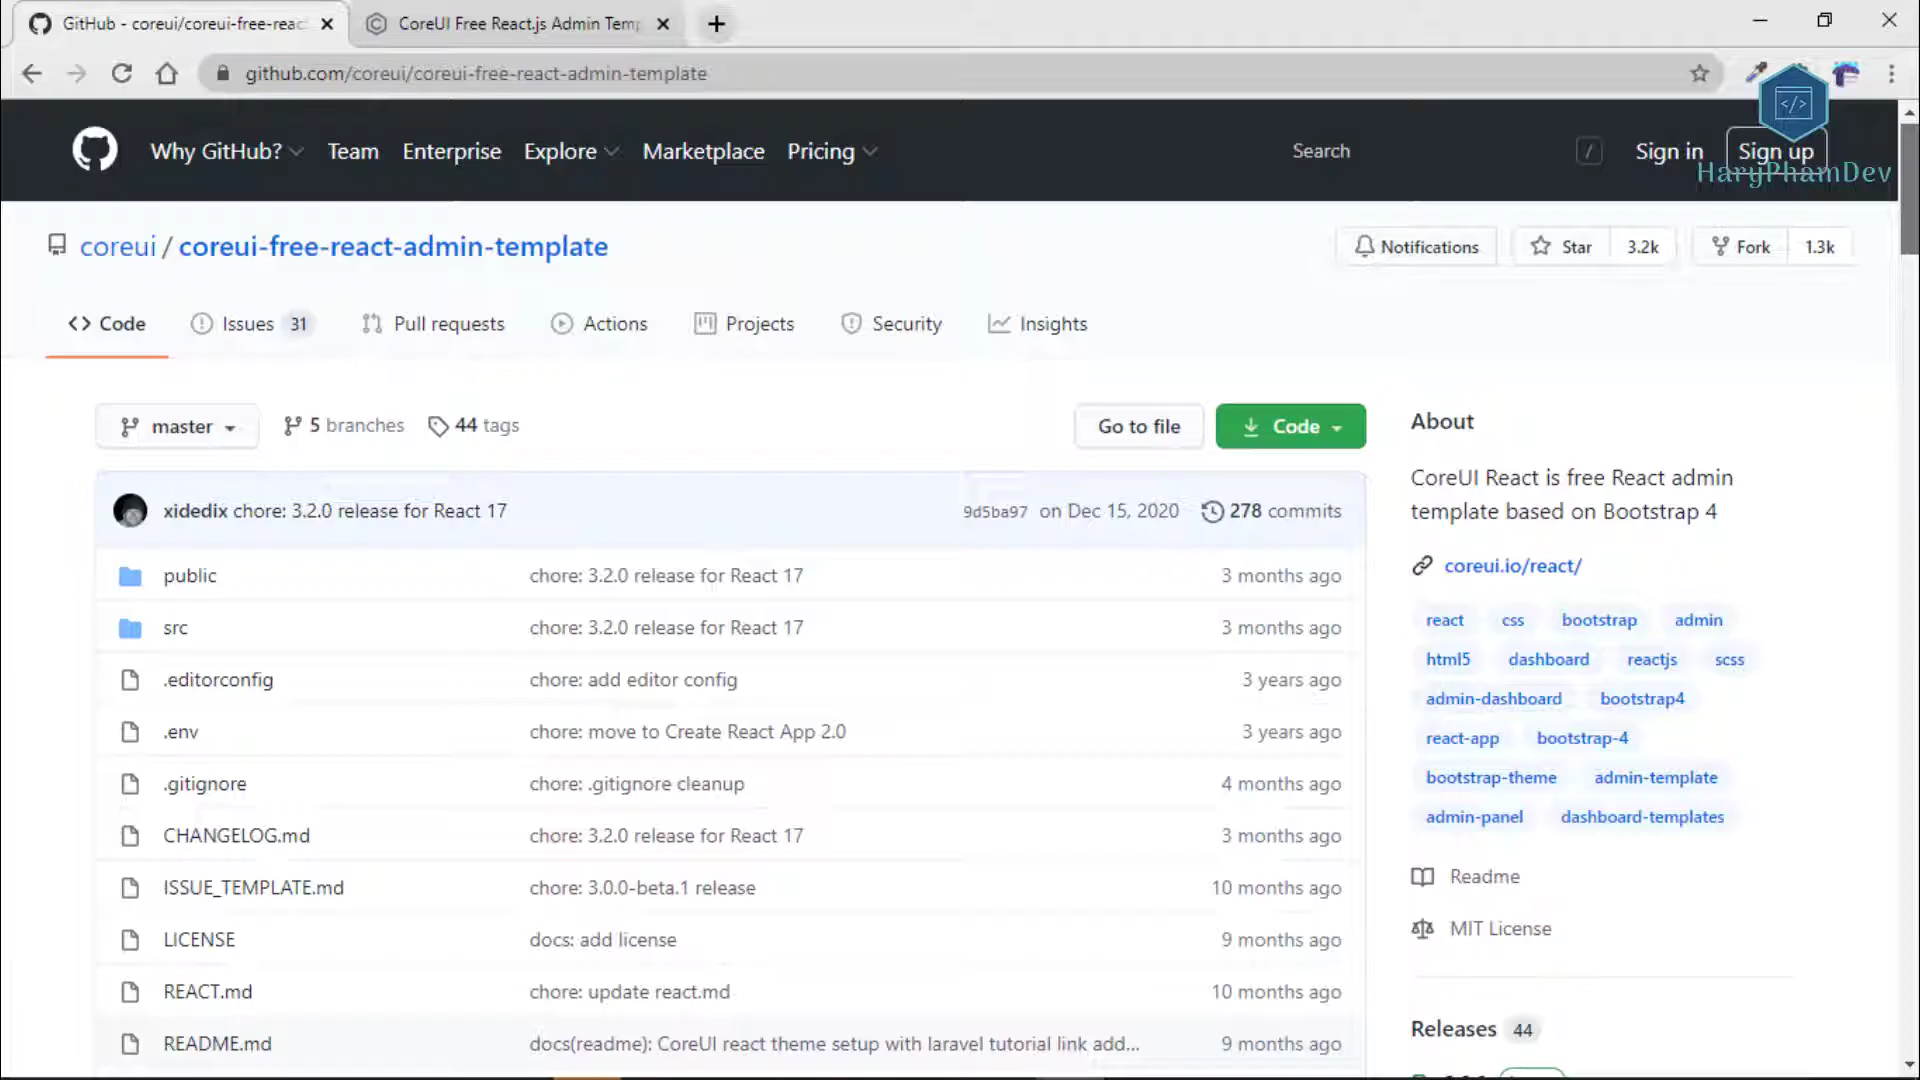 GitHub - coreui/coreui-free-reac
CoreUI Free React.js Admin Temp
github.com/coreui/coreui-free-react-admin-template
Why GitHub?
Team
Enterprise
Explore
Marketplace
Pricing
Search
/
Sign in
Sign up
</>
HaryPhamDev
coreui / coreui-free-react-admin-template
Notifications
Star 3.2k
Fork 1.3k
Code
Issues 31
Pull requests
Actions
Projects
Security
Insights
master
5 branches
44 tags
Go to file
Code
xidedix chore: 3.2.0 release for React 17 9d5ba97 on Dec 15, 2020 278 commits
public chore: 3.2.0 release for React 17 3 months ago
src chore: 3.2.0 release for React 17 3 months ago
.editorconfig chore: add editor config 3 years ago
.env chore: move to Create React App 2.0 3 years ago
.gitignore chore: .gitignore cleanup 4 months ago
CHANGELOG.md chore: 3.2.0 release for React 17 3 months ago
ISSUE_TEMPLATE.md chore: 3.0.0-beta.1 release 10 months ago
LICENSE docs: add license 9 months ago
REACT.md chore: update react.md 10 months ago
README.md docs(readme): CoreUI react theme setup with laravel tutorial link add... 9 months ago
About
CoreUI React is free React admin
template based on Bootstrap 4
coreui.io/react/
react css bootstrap admin
html5 dashboard reactjs scss
admin-dashboard bootstrap4
react-app bootstrap-4
bootstrap-theme admin-template
admin-panel dashboard-templates
Readme
MIT License
Releases 44